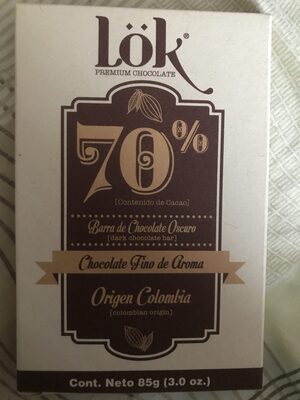 Lök®
PREMIUM CHOCOLATE
70%
[Contenido de Cacao]
Barra de Chocolate Oscuro
[dark chocolate bar]
Chocolate Fino de Aroma
Origen Colombia
[colombian origin]
Cont. Neto 85g (3.0 oz.)